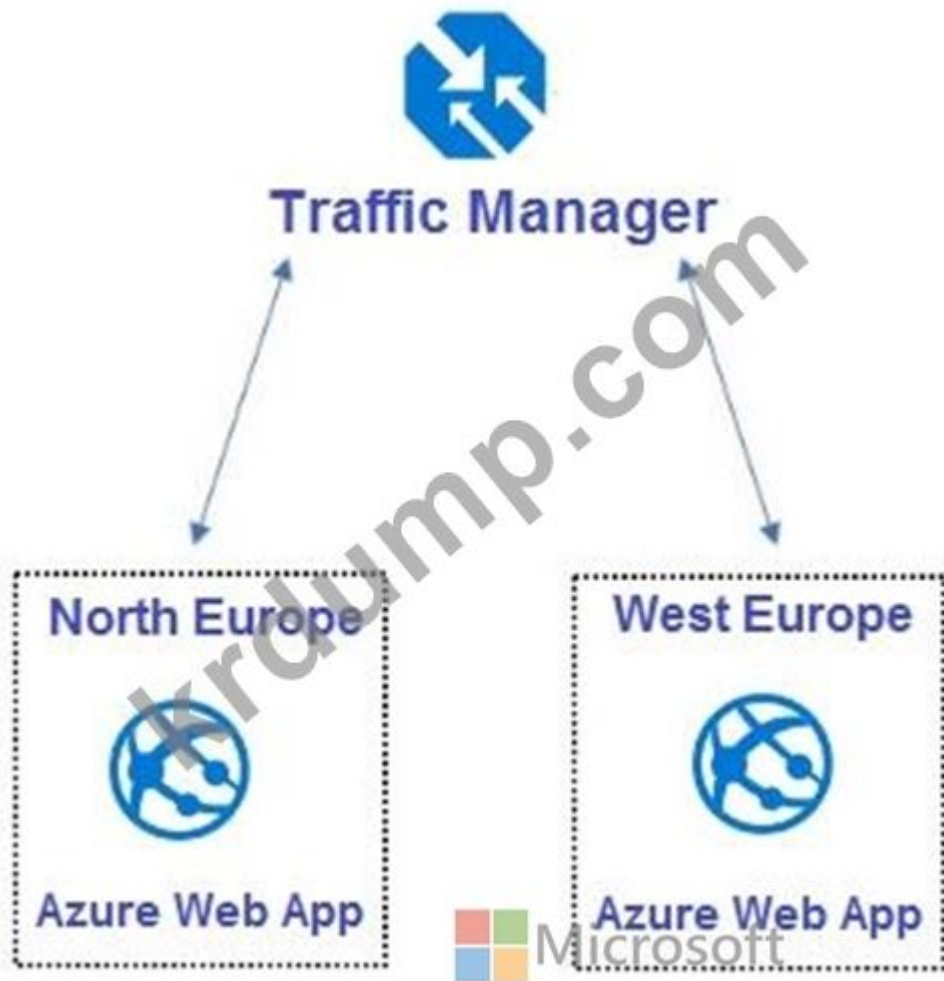 Traffic Manager
krdump.com
North Europe
West Europe
Azure Web App
Azure Web App
Microsoft